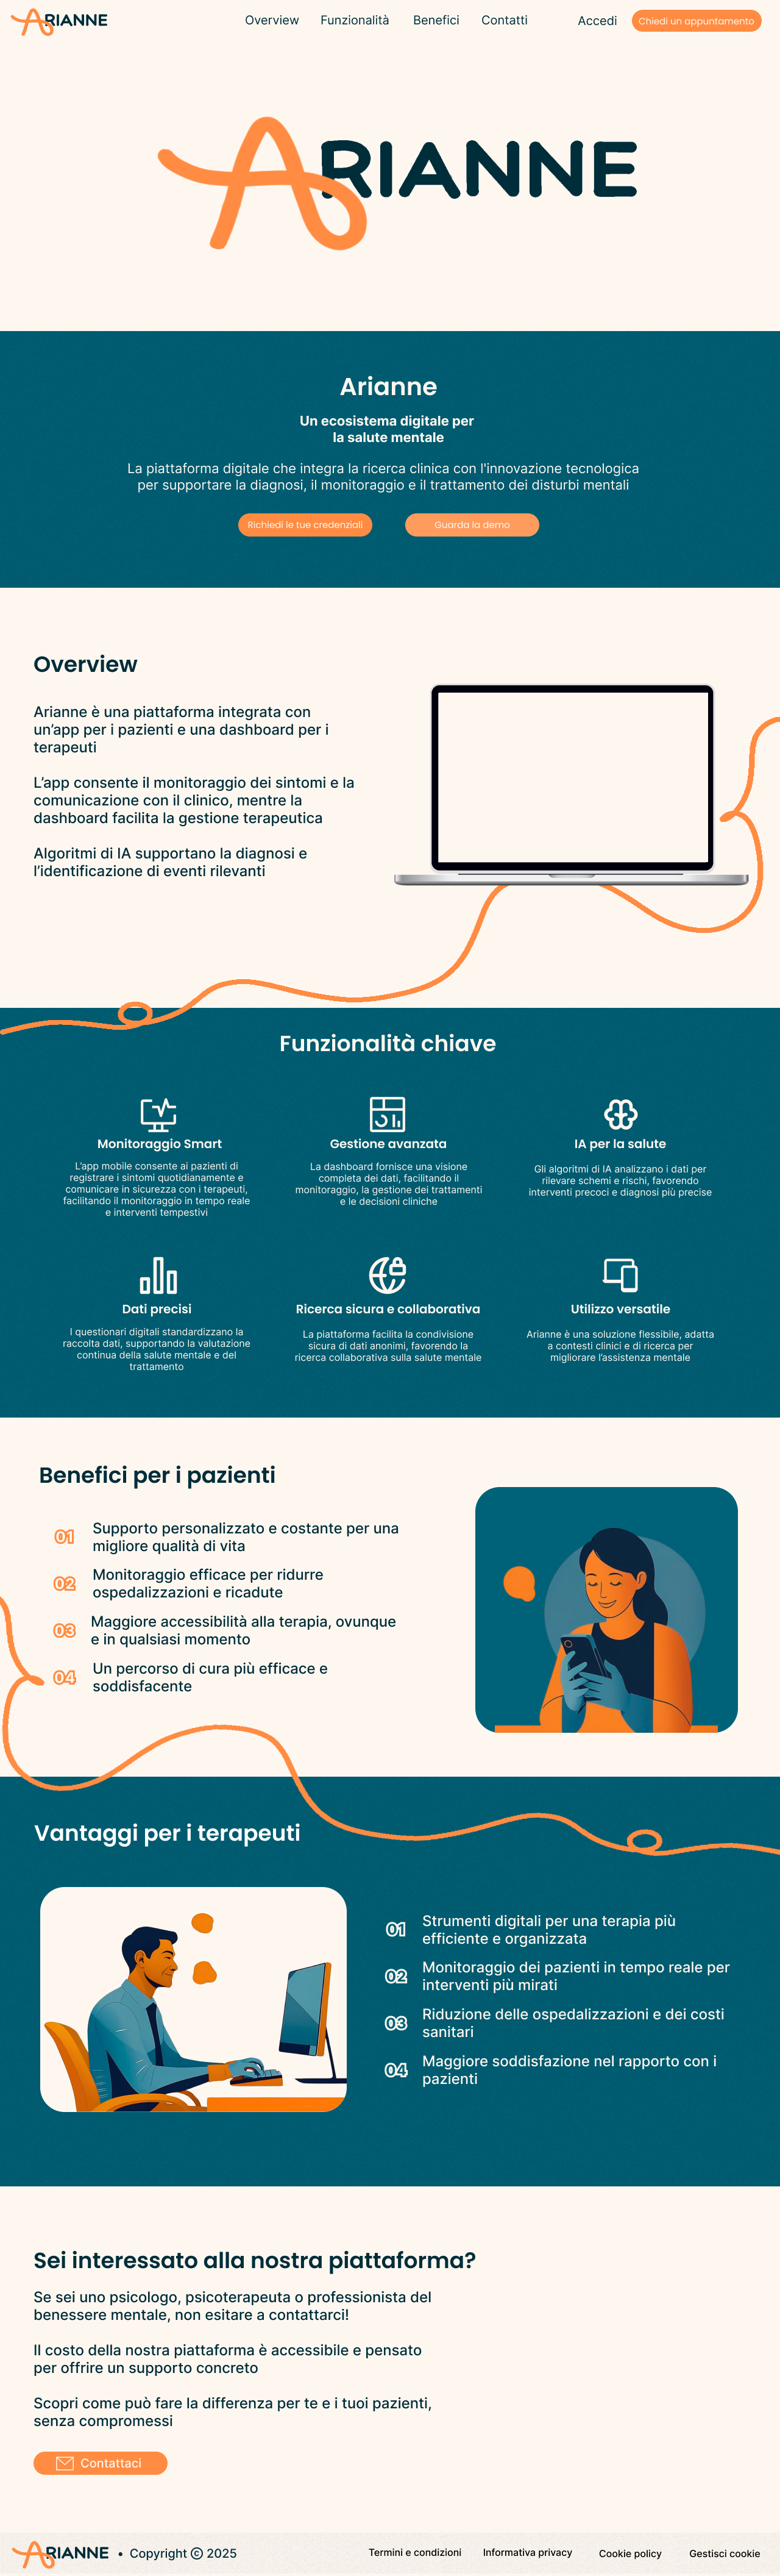 ARIANNE
Overview
Funzionalità
Benefici
Contatti
Accedi
Chiedi un appuntamento
ARIANNE
Arianne
Un ecosistema digitale per
la salute mentale
La piattaforma digitale che integra la ricerca clinica con l'innovazione tecnologica
per supportare la diagnosi, il monitoraggio e il trattamento dei disturbi mentali
Richiedi le tue credenziali
Guarda la demo
Overview
Arianne è una piattaforma integrata con
un’app per i pazienti e una dashboard per i
terapeuti
L’app consente il monitoraggio dei sintomi e la
comunicazione con il clinico, mentre la
dashboard facilita la gestione terapeutica
Algoritmi di IA supportano la diagnosi e
l’identificazione di eventi rilevanti
Funzionalità chiave
Monitoraggio Smart
L’app mobile consente ai pazienti di
registrare i sintomi quotidianamente e
comunicare in sicurezza con i terapeuti,
facilitando il monitoraggio in tempo reale
e interventi tempestivi
Gestione avanzata
La dashboard fornisce una visione
completa dei dati, facilitando il
monitoraggio, la gestione dei trattamenti
e le decisioni cliniche
IA per la salute
Gli algoritmi di IA analizzano i dati per
rilevare schemi e rischi, favorendo
interventi precoci e diagnosi più precise
Dati precisi
I questionari digitali standardizzano la
raccolta dati, supportando la valutazione
continua della salute mentale e del
trattamento
Ricerca sicura e collaborativa
La piattaforma facilita la condivisione
sicura di dati anonimi, favorendo la
ricerca collaborativa sulla salute mentale
Utilizzo versatile
Arianne è una soluzione flessibile, adatta
a contesti clinici e di ricerca per
migliorare l’assistenza mentale
Benefici per i pazienti
01 Supporto personalizzato e costante per una
migliore qualità di vita
02 Monitoraggio efficace per ridurre
ospedalizzazioni e ricadute
03 Maggiore accessibilità alla terapia, ovunque
e in qualsiasi momento
04 Un percorso di cura più efficace e
soddisfacente
Vantaggi per i terapeuti
01 Strumenti digitali per una terapia più
efficiente e organizzata
02 Monitoraggio dei pazienti in tempo reale per
interventi più mirati
03 Riduzione delle ospedalizzazioni e dei costi
sanitari
04 Maggiore soddisfazione nel rapporto con i
pazienti
Sei interessato alla nostra piattaforma?
Se sei uno psicologo, psicoterapeuta o professionista del
benessere mentale, non esitare a contattarci!
Il costo della nostra piattaforma è accessibile e pensato
per offrire un supporto concreto
Scopri come può fare la differenza per te e i tuoi pazienti,
senza compromessi
Contattaci
ARIANNE • Copyright © 2025
Termini e condizioni
Informativa privacy
Cookie policy
Gestisci cookie